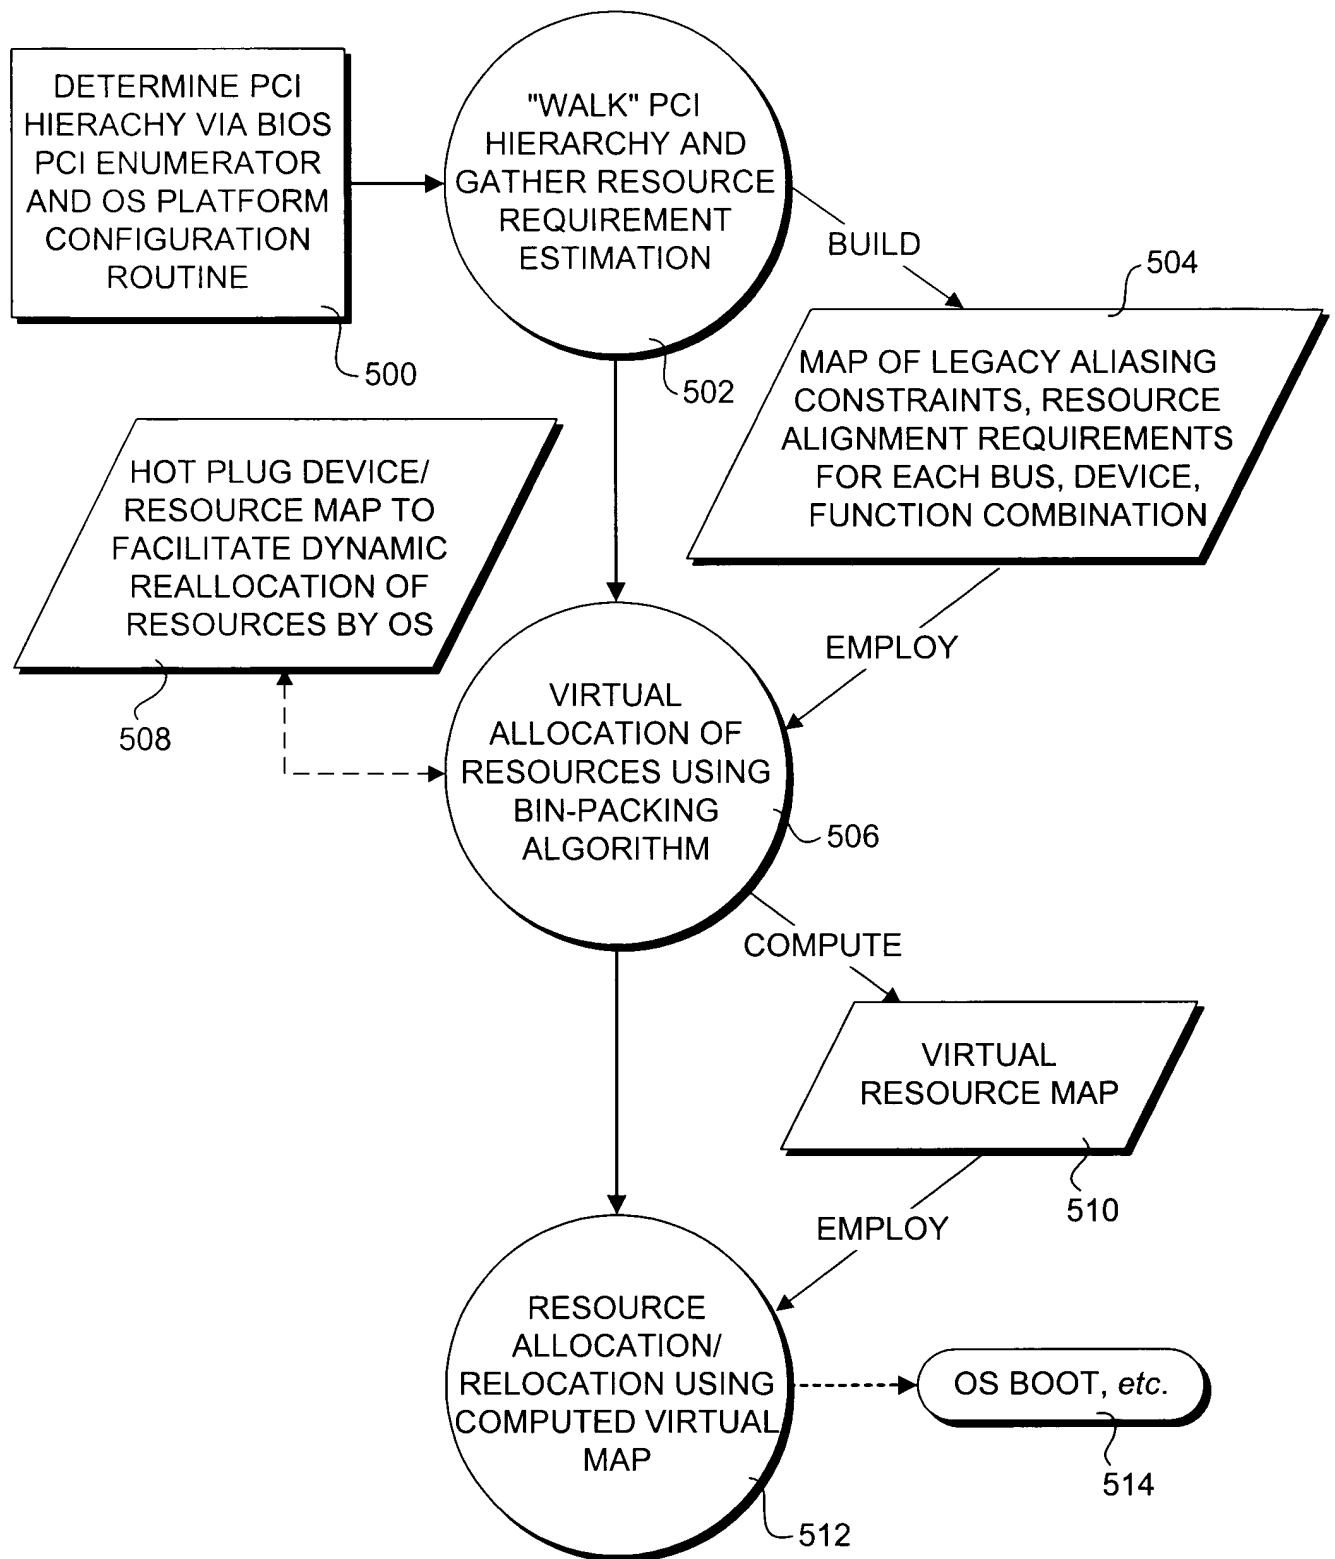 DETERMINE PCI
HIERACHY VIA BIOS
PCI ENUMERATOR
AND OS PLATFORM
CONFIGURATION
ROUTINE
500
"WALK" PCI
HIERARCHY AND
GATHER RESOURCE
REQUIREMENT
ESTIMATION
502
BUILD
504
MAP OF LEGACY ALIASING
CONSTRAINTS, RESOURCE
ALIGNMENT REQUIREMENTS
FOR EACH BUS, DEVICE,
FUNCTION COMBINATION
HOT PLUG DEVICE/
RESOURCE MAP TO
FACILITATE DYNAMIC
REALLOCATION OF
RESOURCES BY OS
508
EMPLOY
VIRTUAL
ALLOCATION OF
RESOURCES USING
BIN-PACKING
ALGORITHM
506
COMPUTE
VIRTUAL
RESOURCE MAP
510
EMPLOY
RESOURCE
ALLOCATION/
RELOCATION USING
COMPUTED VIRTUAL
MAP
512
OS BOOT, etc.
514